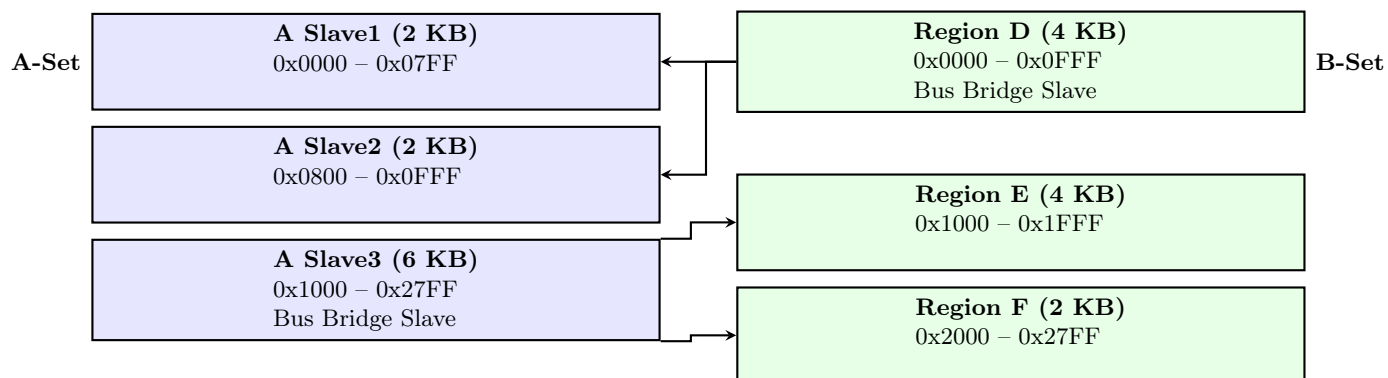 A-Set
A Slave1 (2 KB)
0x0000 – 0x07FF
A Slave2 (2 KB)
0x0800 – 0x0FFF
A Slave3 (6 KB)
0x1000 – 0x27FF
Bus Bridge Slave
Region D (4 KB)
0x0000 – 0x0FFF
Bus Bridge Slave
B-Set
Region E (4 KB)
0x1000 – 0x1FFF
Region F (2 KB)
0x2000 – 0x27FF